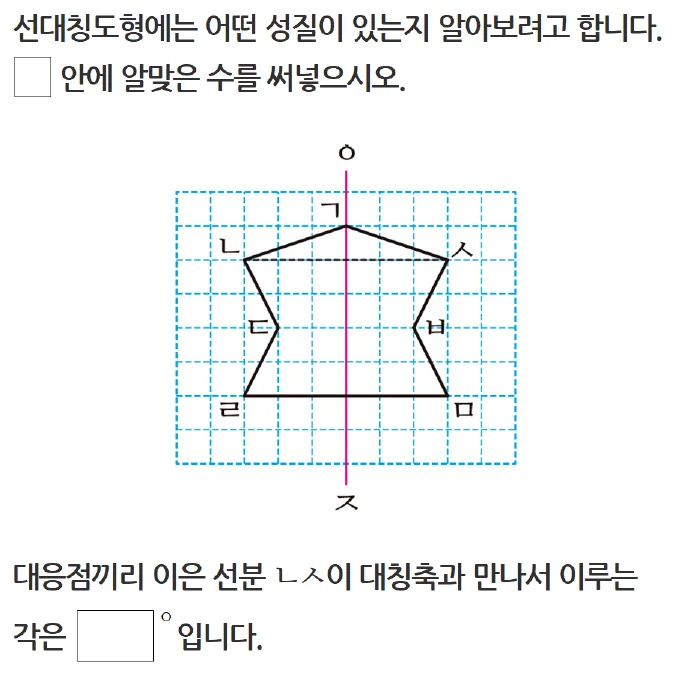 선대칭도형에는 어떤 성질이 있는지 알아보려고 합니다.
□ 안에 알맞은 수를 써넣으시오.
ㅇ
ㄱ
ㄴ ㅅ
ㄷ ㅂ
ㄹ ㅁ
ㅈ
대응점끼리 이은 선분 ㄴㅅ이 대칭축과 만나서 이루는
각은 □° 입니다.